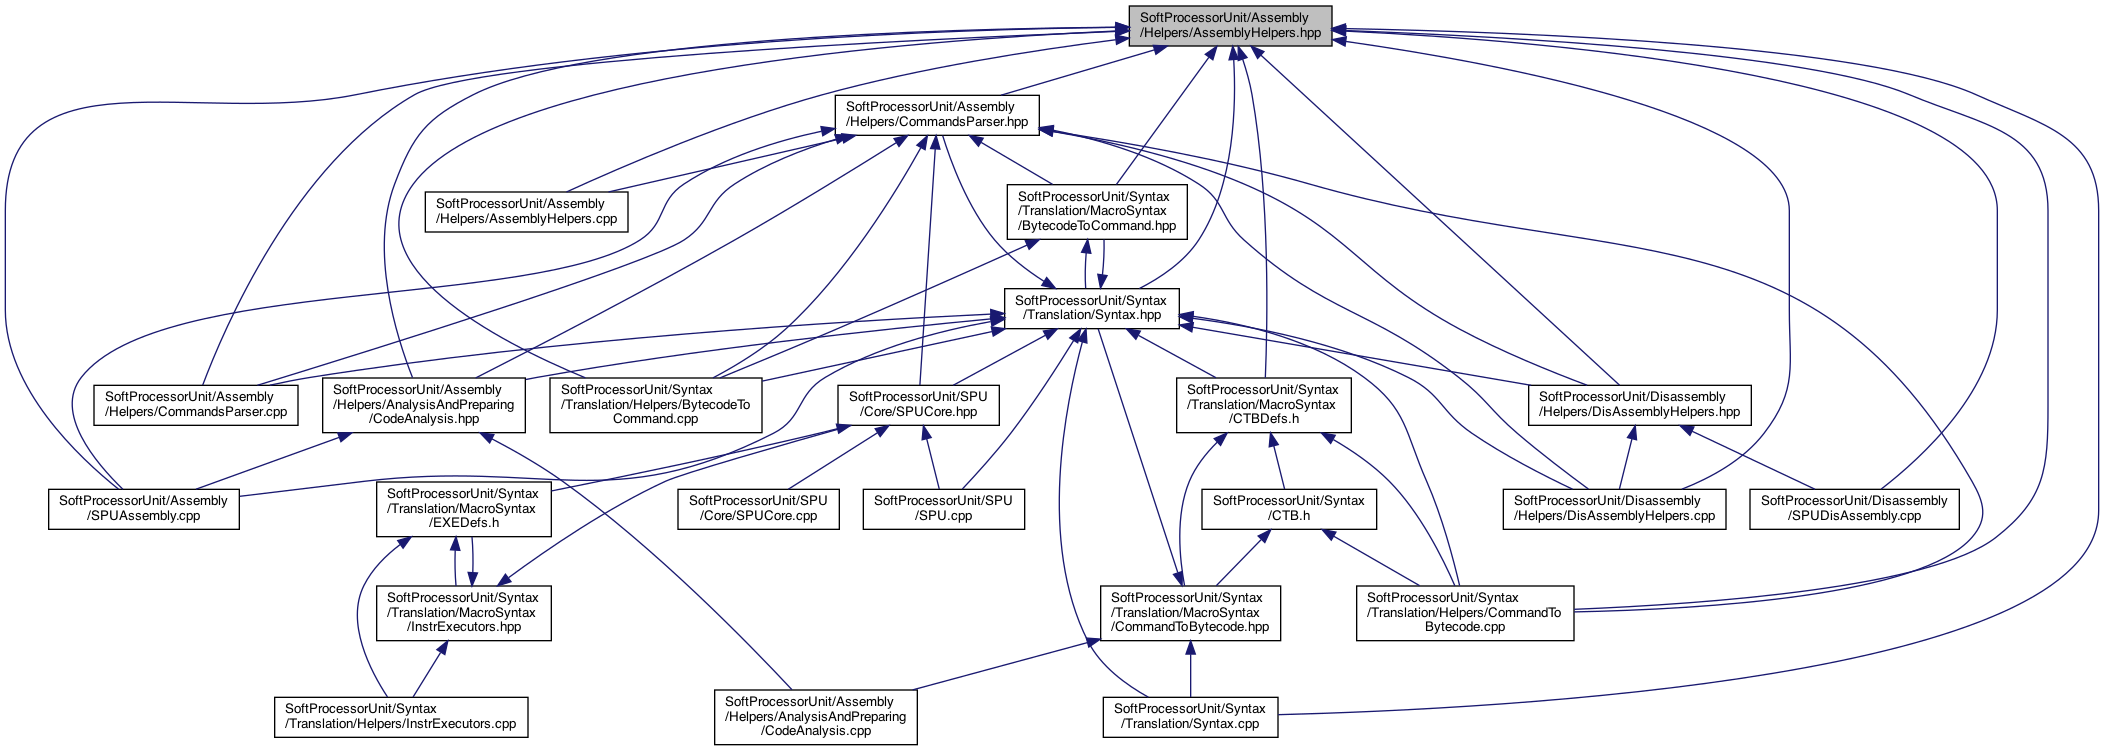 SoftProcessorUnit/Assembly
/Helpers/AssemblyHelpers.hpp
SoftProcessorUnit/Assembly
/Helpers/CommandsParser.hpp
SoftProcessorUnit/Assembly
/Helpers/AssemblyHelpers.cpp
SoftProcessorUnit/Syntax
/Translation/MacroSyntax
/BytecodeToCommand.hpp
SoftProcessorUnit/Syntax
/Translation/Syntax.hpp
SoftProcessorUnit/Assembly
/Helpers/CommandsParser.cpp
SoftProcessorUnit/Assembly
/Helpers/AnalysisAndPreparing
/CodeAnalysis.hpp
SoftProcessorUnit/Syntax
/Translation/Helpers/BytecodeTo
Command.cpp
SoftProcessorUnit/SPU
/Core/SPUCore.hpp
SoftProcessorUnit/Syntax
/Translation/MacroSyntax
/CTBDefs.h
SoftProcessorUnit/Disassembly
/Helpers/DisAssemblyHelpers.hpp
SoftProcessorUnit/Assembly
/SPUAssembly.cpp
SoftProcessorUnit/Syntax
/Translation/MacroSyntax
/EXEDefs.h
SoftProcessorUnit/SPU
/Core/SPUCore.cpp
SoftProcessorUnit/SPU
/SPU.cpp
SoftProcessorUnit/Syntax
/CTB.h
SoftProcessorUnit/Disassembly
/Helpers/DisAssemblyHelpers.cpp
SoftProcessorUnit/Disassembly
/SPUDisAssembly.cpp
SoftProcessorUnit/Syntax
/Translation/MacroSyntax
/InstrExecutors.hpp
SoftProcessorUnit/Syntax
/Translation/MacroSyntax
/CommandToBytecode.hpp
SoftProcessorUnit/Syntax
/Translation/Helpers/CommandTo
Bytecode.cpp
SoftProcessorUnit/Syntax
/Translation/Helpers/InstrExecutors.cpp
SoftProcessorUnit/Assembly
/Helpers/AnalysisAndPreparing
/CodeAnalysis.cpp
SoftProcessorUnit/Syntax
/Translation/Syntax.cpp